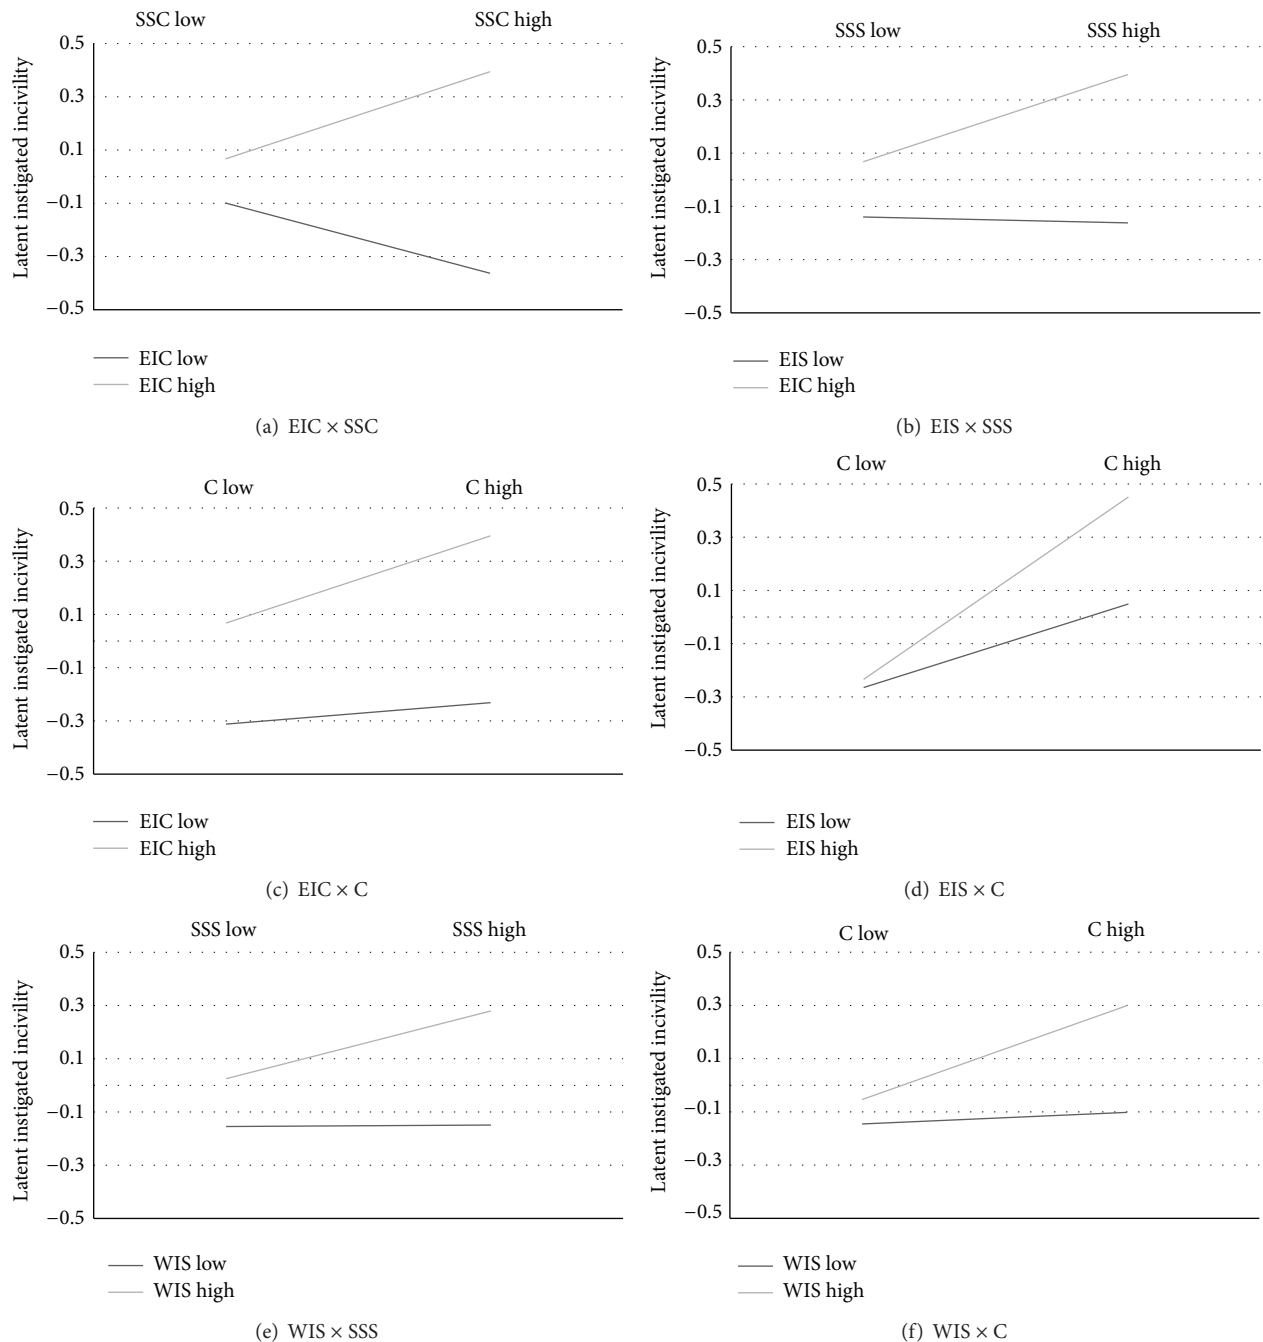 SSC low SSC high
0.5
0.3
0.1
−0.1
−0.3
−0.5
Latent instigated incivility
EIC low
EIC high
(a) EIC × SSC
SSS low SSS high
0.5
0.3
0.1
−0.1
−0.3
−0.5
Latent instigated incivility
EIS low
EIC high
(b) EIS × SSS
C low C high
0.5
0.3
0.1
−0.1
−0.3
−0.5
Latent instigated incivility
EIC low
EIC high
(c) EIC × C
C low C high
0.5
0.3
0.1
−0.1
−0.3
−0.5
Latent instigated incivility
EIS low
EIS high
(d) EIS × C
SSS low SSS high
0.5
0.3
0.1
−0.1
−0.3
−0.5
Latent instigated incivility
WIS low
WIS high
(e) WIS × SSS
C low C high
0.5
0.3
0.1
−0.1
−0.3
−0.5
Latent instigated incivility
WIS low
WIS high
(f) WIS × C